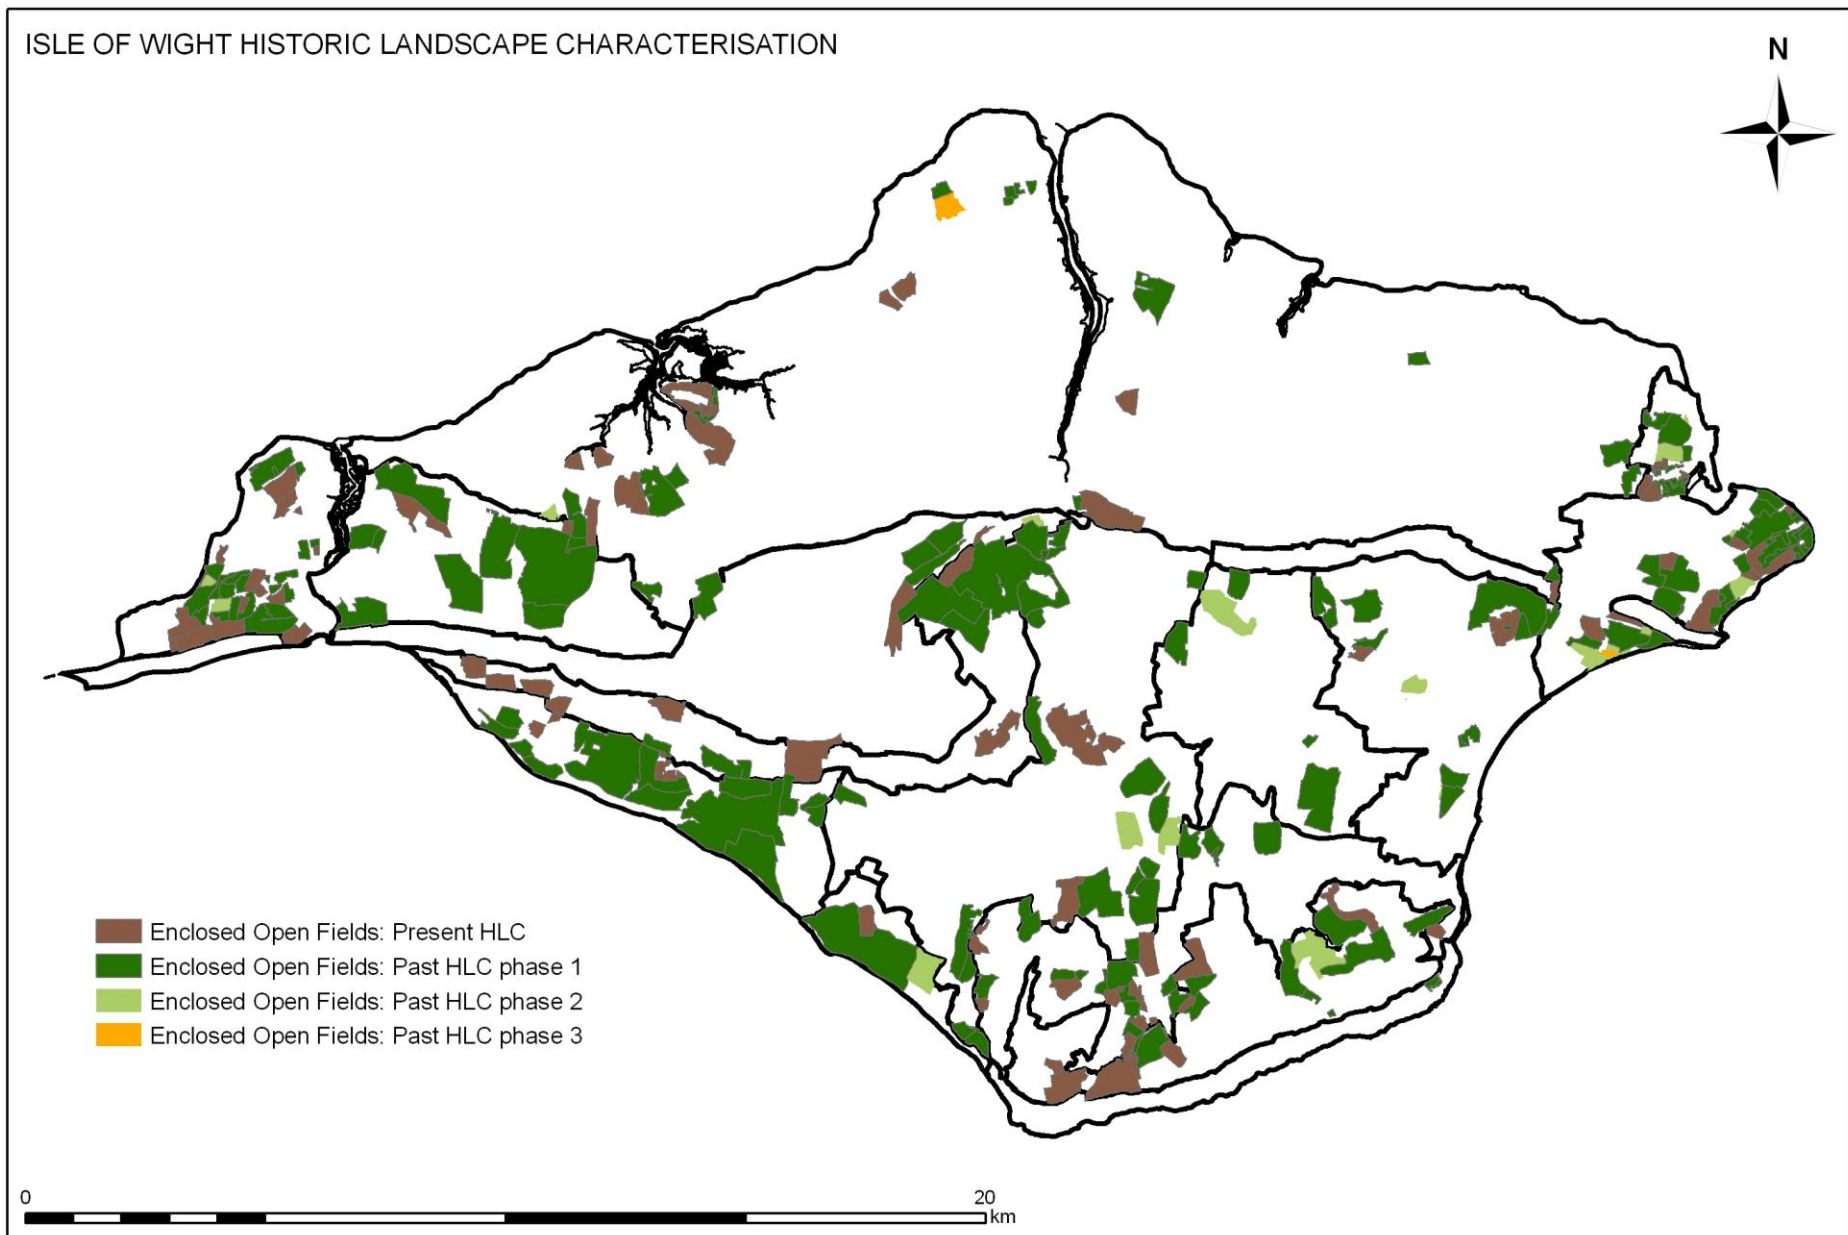 ISLE OF WIGHT HISTORIC LANDSCAPE CHARACTERISATION
N
Enclosed Open Fields: Present HLC
Enclosed Open Fields: Past HLC phase 1
Enclosed Open Fields: Past HLC phase 2
Enclosed Open Fields: Past HLC phase 3
0 20
km